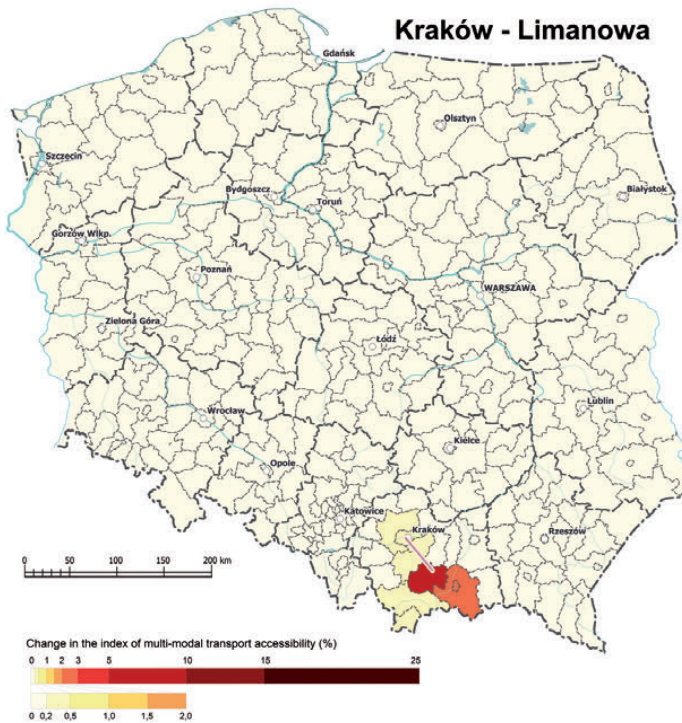 Kraków - Limanowa
Gdańsk
Olsztyn
Szczecin
Bydgoszcz
Białystok
Toruń
Gorzów Wlkp.
Poznań
WARSZAWA
Zielona Góra
Łódź
Lublin
Wrocław
Kielce
Opole
Katowice
Kraków
Rzeszów
0 50 100 150 200 km
Change in the index of multi-modal transport accessibility (%)
0 1 2 3 5 10 15 25
0 0,2 0,5 1,0 1,5 2,0